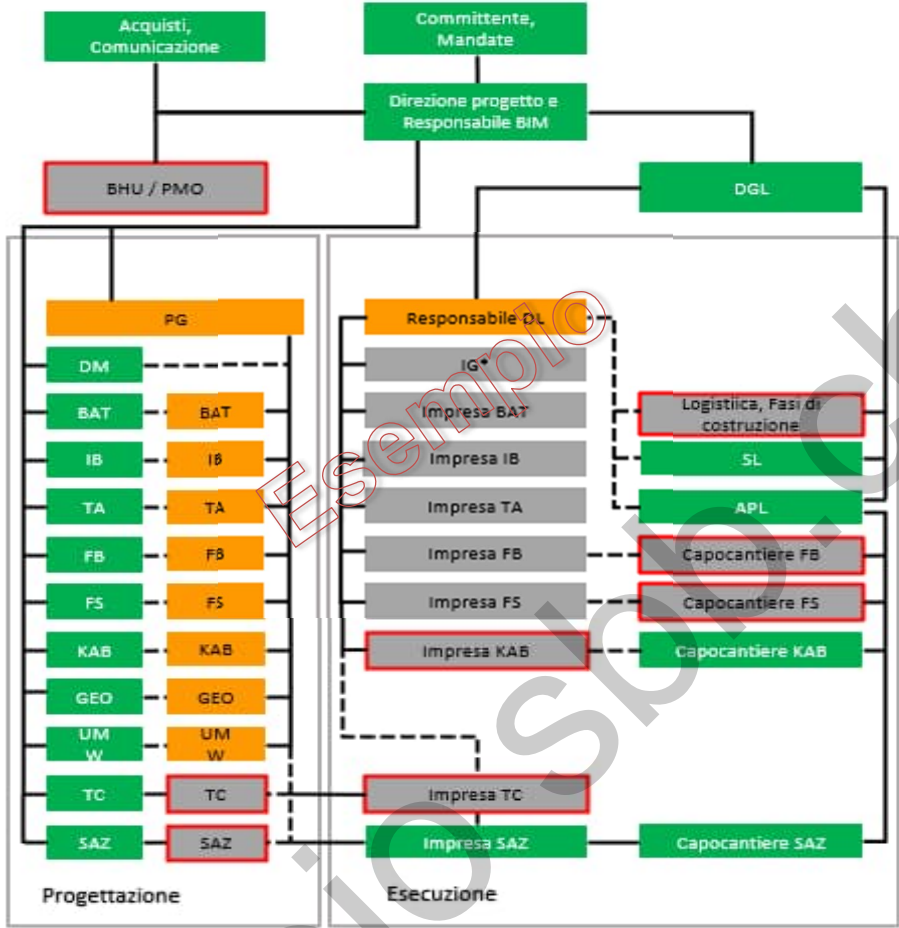 Acquisti,
Comunicazione
Committente,
Mandate
Direzione progetto e
Responsabile BIM
BHU / PMO
DGL
PG
Responsabile DL
DM
IG*
BAT
BAT
Impresa BAT
Logistiica, Fasi di
costruzione
IB
IB
Impresa IB
SL
TA
TA
Impresa TA
APL
FB
FB
Impresa FB
Capocantiere FB
FS
FS
Impresa FS
Capocantiere FS
KAB
KAB
Impresa KAB
Capocantiere KAB
GEO
GEO
UM
W
UM
W
TC
TC
Impresa TC
SAZ
SAZ
Impresa SAZ
Capocantiere SAZ
Progettazione
Esecuzione
Esempio
sbb.c